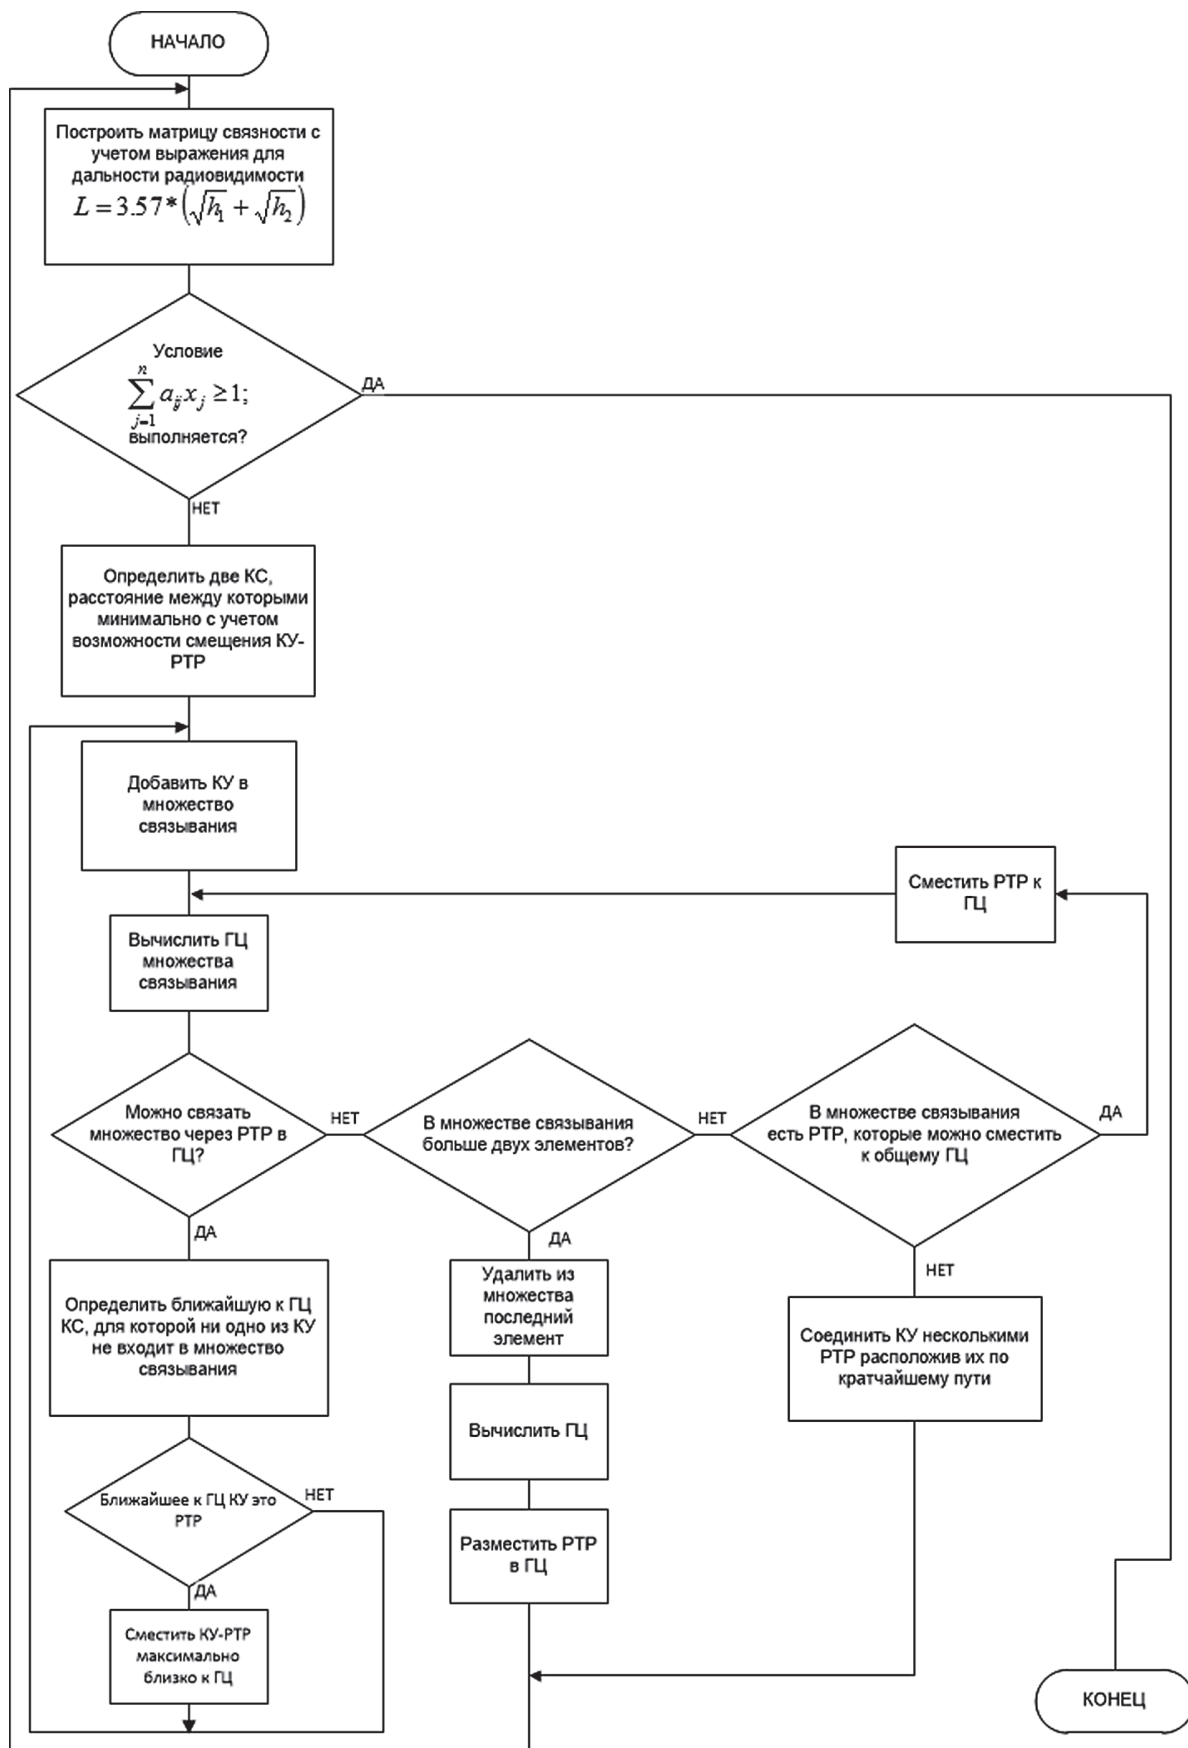 НАЧАЛО
Построить матрицу связности с
учетом выражения для
дальности радиовидимости
L = 3.57 * (√h₁ + √h₂)
Условие
n
∑ a_{ij} x_j ≥ 1;
j=1
выполняется?
ДА
НЕТ
Определить две КС,
расстояние между которыми
минимально с учетом
возможности смещения КУ-
РТР
Добавить КУ в
множество
связывания
Сместить РТР к
ГЦ
Вычислить ГЦ
множества
связывания
Можно связать
множество через РТР в
ГЦ?
НЕТ
В множестве связывания
больше двух элементов?
НЕТ
В множестве связывания
есть РТР, которые можно сместить
к общему ГЦ
ДА
ДА
ДА
НЕТ
Определить ближайшую к ГЦ
КС, для которой ни одно из КУ
не входит в множество
связывания
Удалить из
множества
последний
элемент
Соединить КУ несколькими
РТР расположив их по
кратчайшему пути
Вычислить ГЦ
Ближайшее к ГЦ КУ это
РТР
НЕТ
Разместить РТР
в ГЦ
ДА
Сместить КУ-РТР
максимально
близко к ГЦ
КОНЕЦ